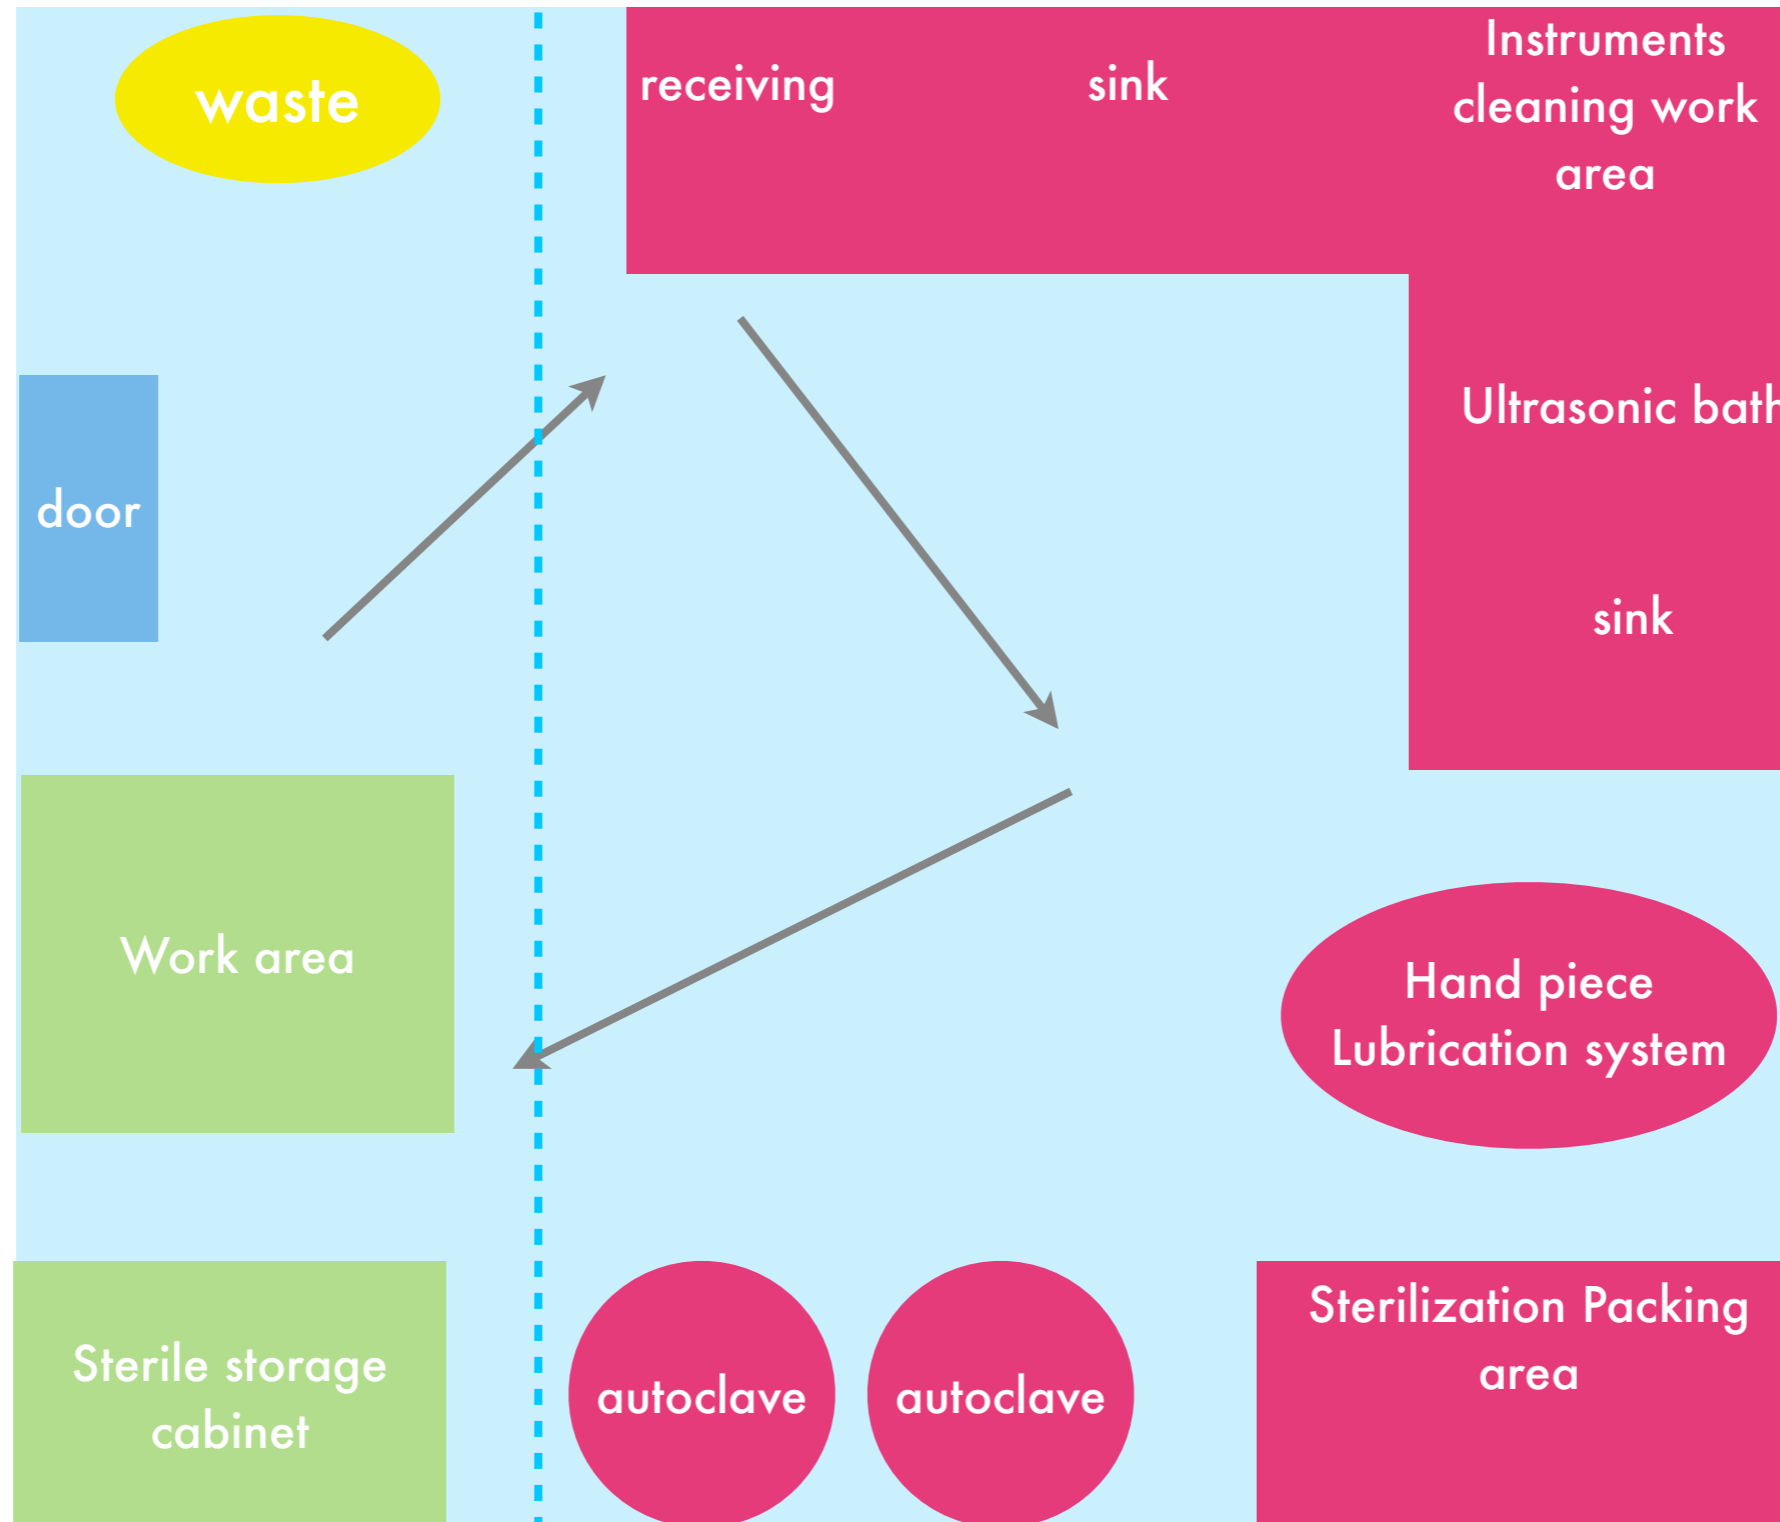 waste
receiving
sink
Instruments
cleaning work
area
Ultrasonic bath
door
sink
Work area
Hand piece
Lubrication system
Sterilization Packing
area
Sterile storage
cabinet
autoclave
autoclave